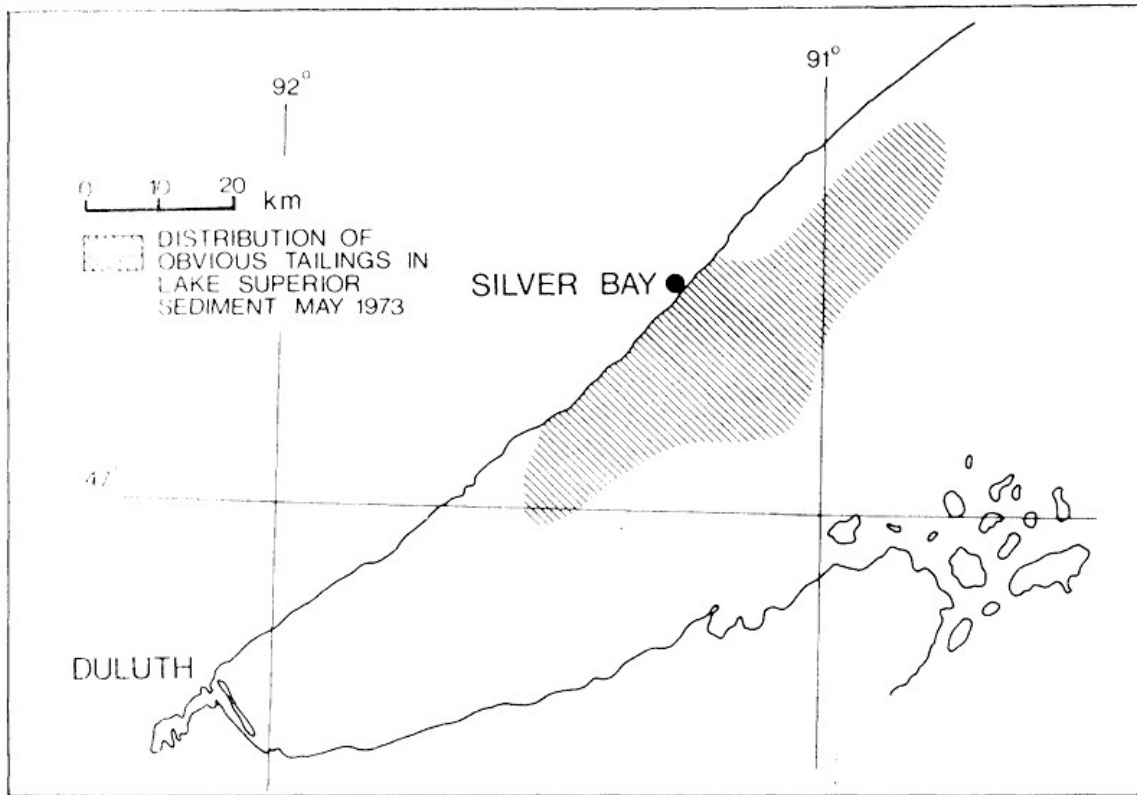 92°
91°
0 10 20
km
DISTRIBUTION OF
OBVIOUS TAILINGS IN
LAKE SUPERIOR
SEDIMENT MAY 1973
SILVER BAY
47°
DULUTH